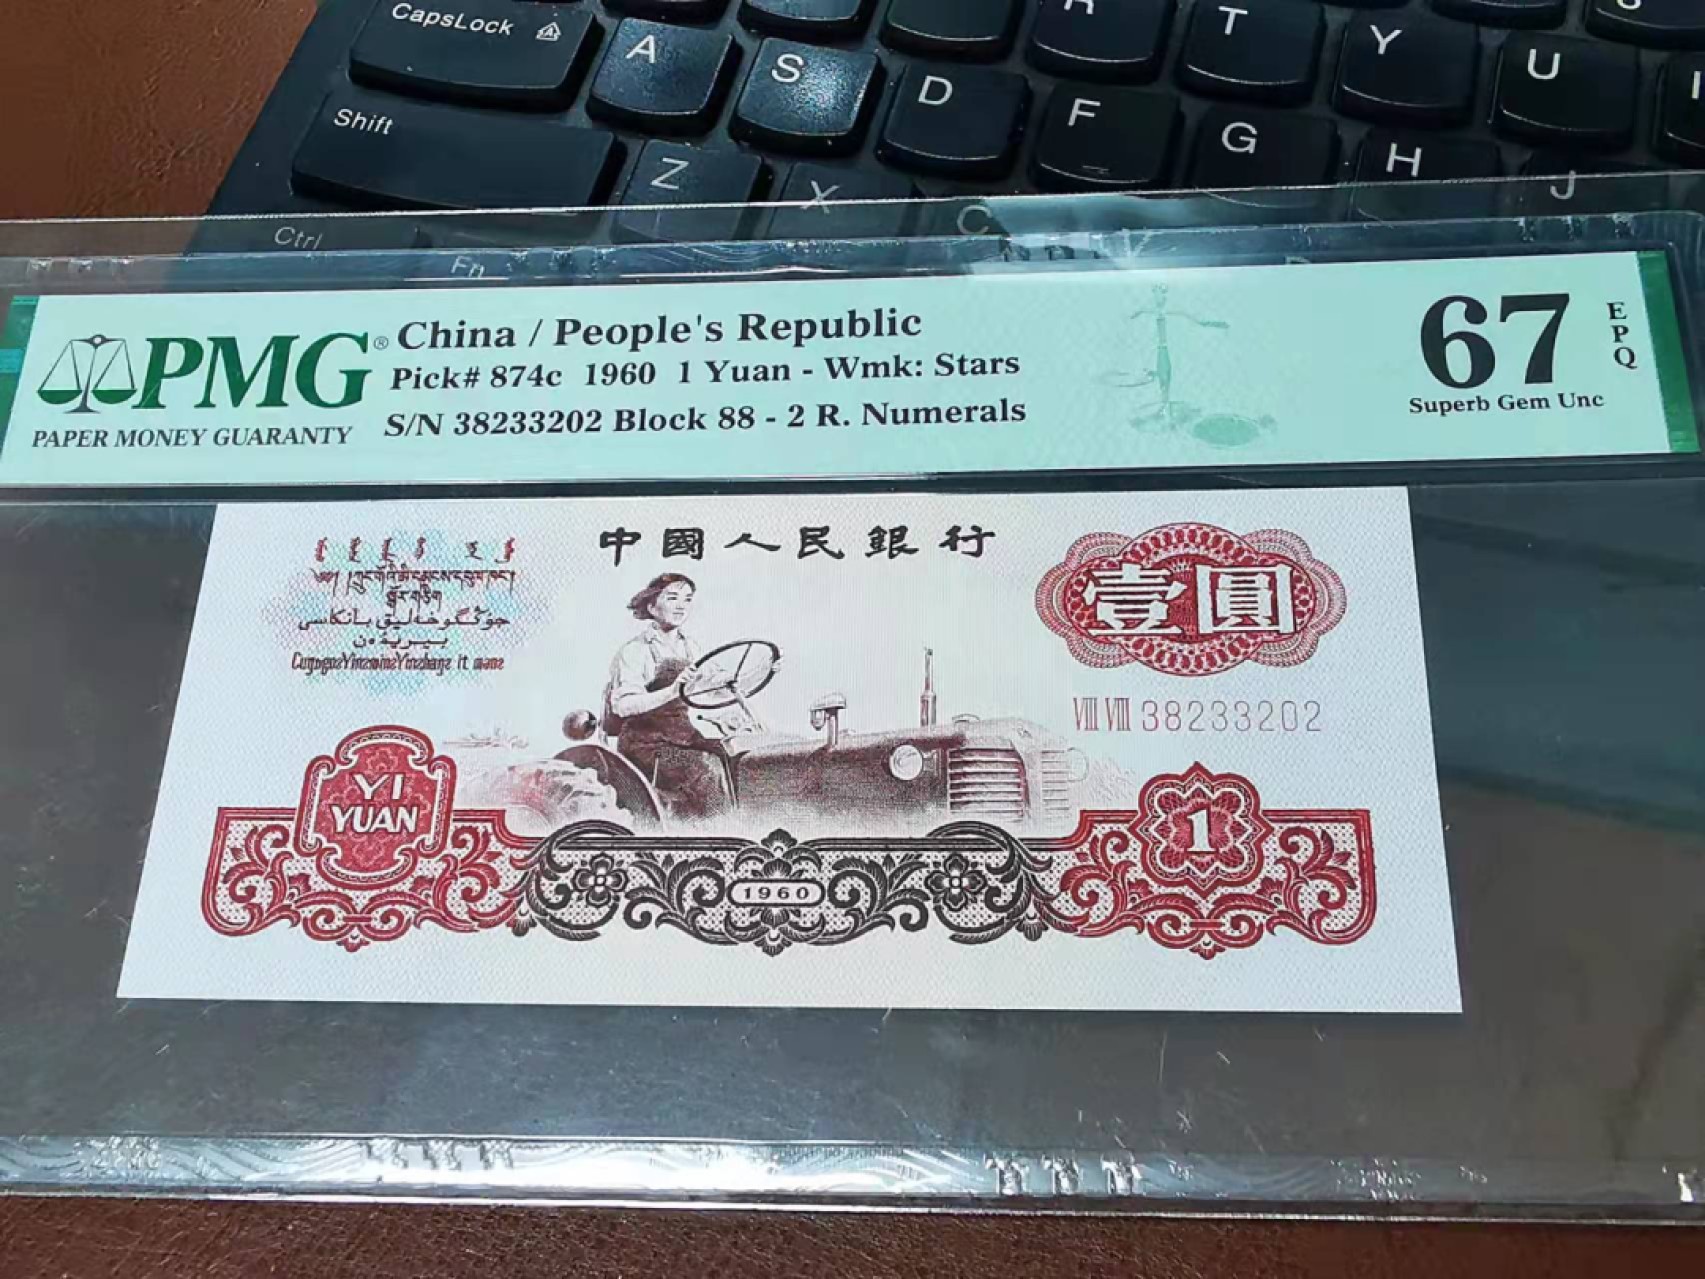 CapsLock A S D F G H T Y U
Shift Z X C V J
Ctrl Fn
PMG® China / People's Republic
Pick# 874c 1960 1 Yuan - Wmk: Stars
PAPER MONEY GUARANTY S/N 38233202 Block 88 - 2 R. Numerals
67 EPQ
Superb Gem Unc
中國人民銀行
壹圓
VIII VIII 38233202
YI
YUAN
1960
1